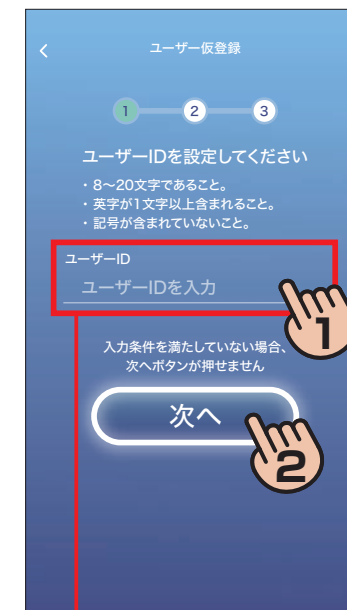 ユーザー仮登録
1 2 3
ユーザーIDを設定してください
・8〜20文字であること。
・英字が1文字以上含まれること。
・記号が含まれていないこと。
ユーザーID
ユーザーIDを入力
1
入力条件を満たしていない場合、
次へボタンが押せません
次へ
2